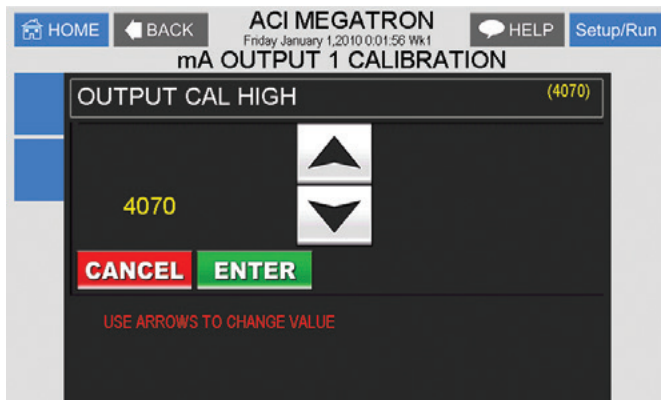 HOME
BACK
ACI MEGATRON
Friday January 1,2010 0:01:56 Wk1
HELP
Setup/Run
mA OUTPUT 1 CALIBRATION
OUTPUT CAL HIGH
(4070)
4070
CANCEL
ENTER
USE ARROWS TO CHANGE VALUE